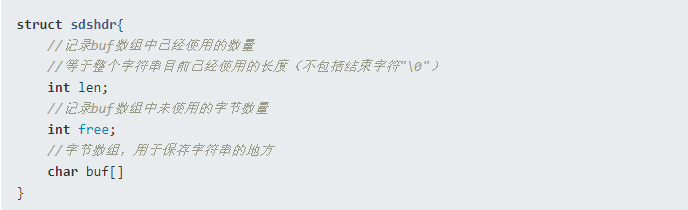 struct sdshdr{
//记录buf数组中已经使用的数量
//等于整个字符串目前已经使用的长度（不包括结束字符"\0"）
int len;
//记录buf数组中未使用的字节数量
int free;
//字节数组，用于保存字符串的地方
char buf[]
}